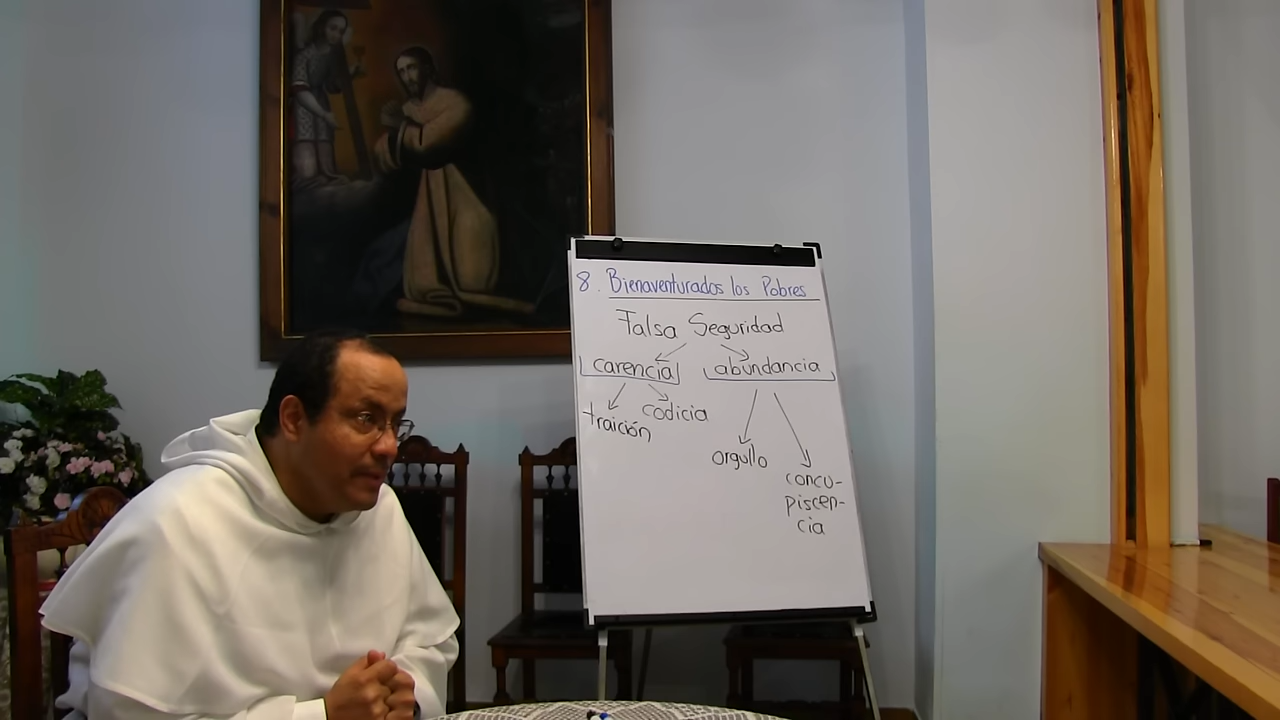 8. Bienaventurados los Pobres
Falsa Seguridad
carencia abundancia
traición codicia
orgullo
concu-
piscen-
cia